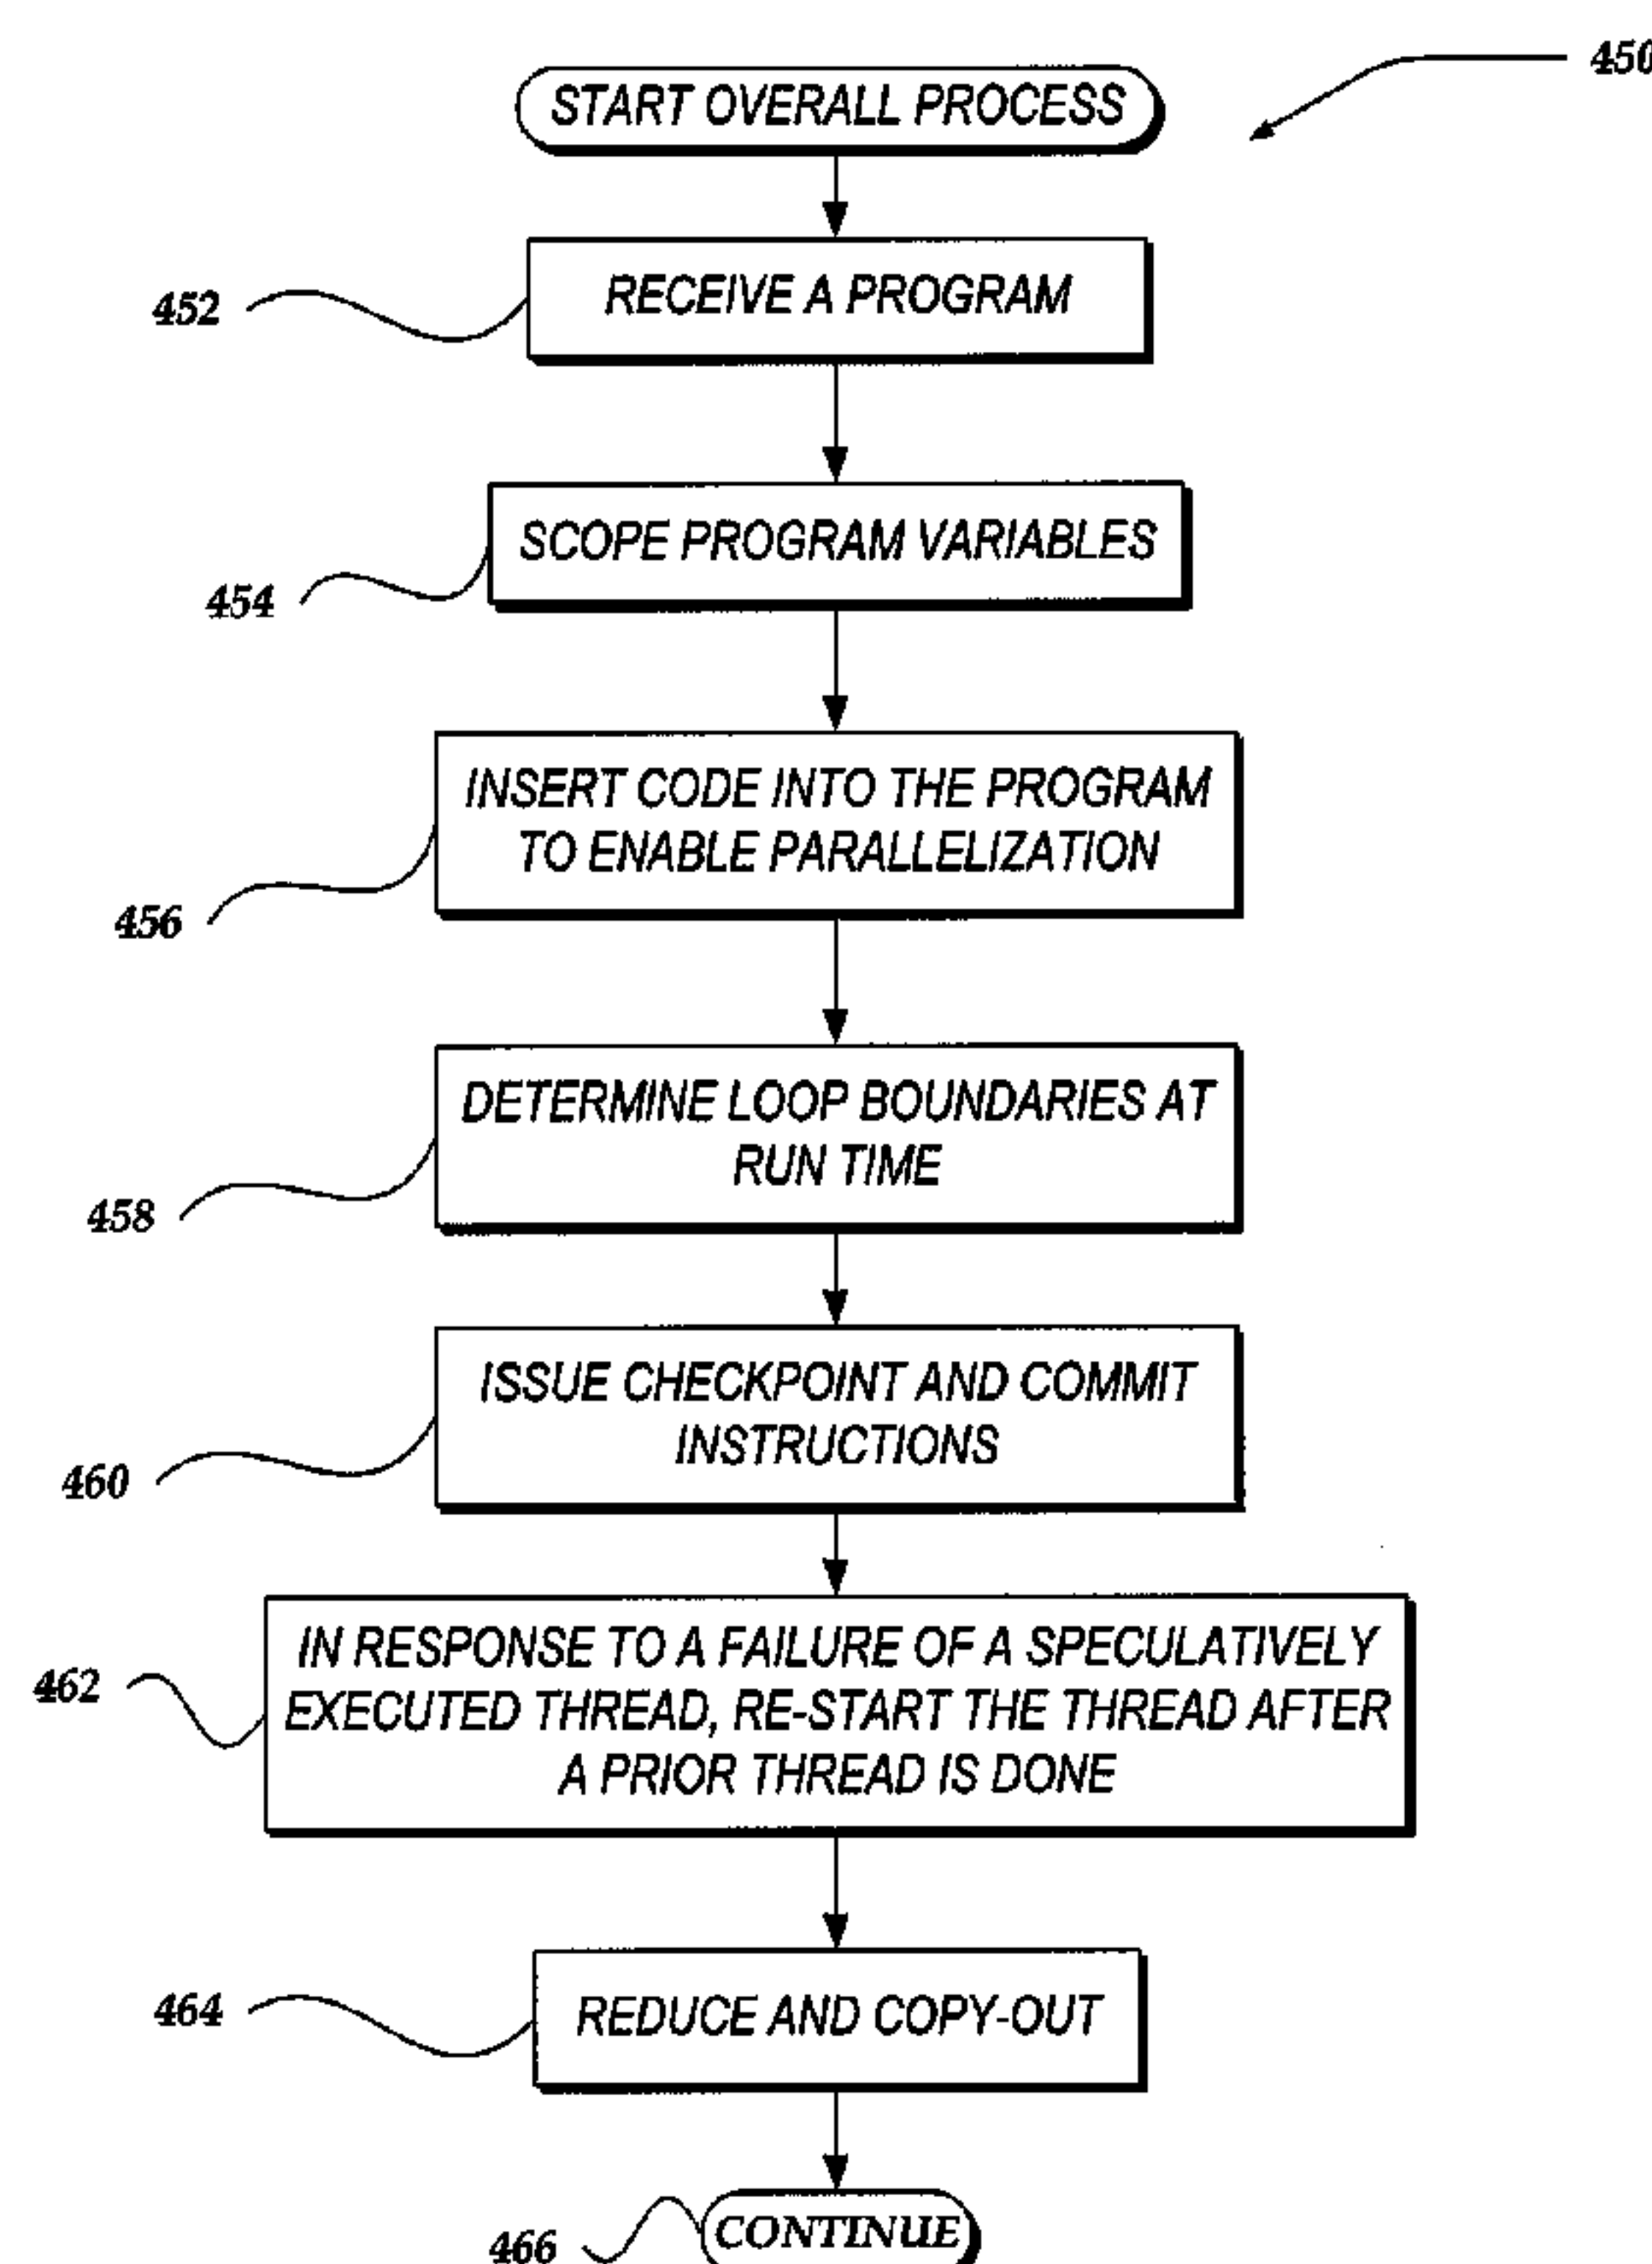 450
START OVERALL PROCESS
452
RECEIVE A PROGRAM
454
SCOPE PROGRAM VARIABLES
456
INSERT CODE INTO THE PROGRAM
TO ENABLE PARALLELIZATION
458
DETERMINE LOOP BOUNDARIES AT
RUN TIME
460
ISSUE CHECKPOINT AND COMMIT
INSTRUCTIONS
462
IN RESPONSE TO A FAILURE OF A SPECULATIVELY
EXECUTED THREAD, RE-START THE THREAD AFTER
A PRIOR THREAD IS DONE
464
REDUCE AND COPY-OUT
466
CONTINUE